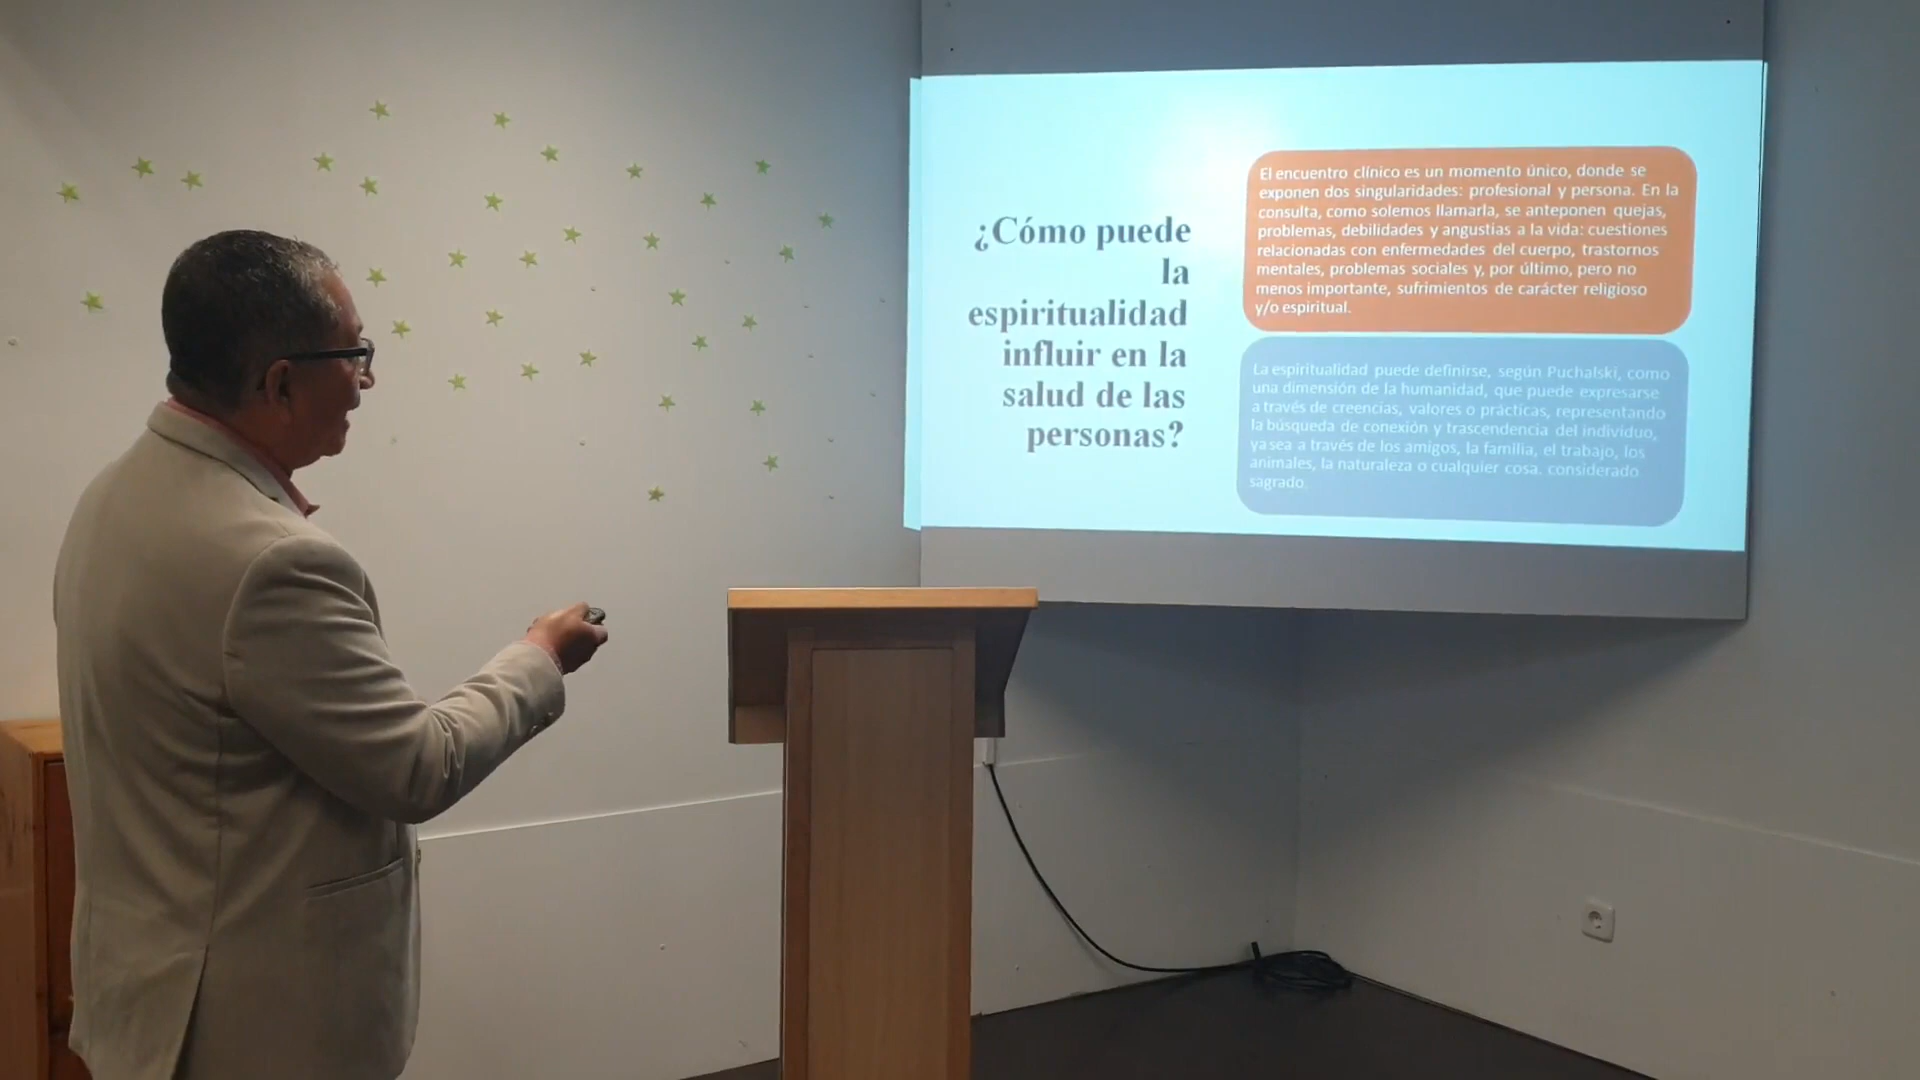 ¿Cómo puede
la
espiritualidad
influir en la
salud de las
personas?
El encuentro clínico es un momento único, donde se
exponen dos singularidades: profesional y persona. En la
consulta, como solemos llamarla, se anteponen quejas,
problemas, debilidades y angustias a la vida: cuestiones
relacionadas con enfermedades del cuerpo, trastornos
mentales, problemas sociales y, por último, pero no
menos importante, sufrimientos de carácter religioso
y/o espiritual.
La espiritualidad puede definirse, según Puchalski, como
una dimensión de la humanidad, que puede expresarse
a través de creencias, valores o prácticas, representando
la búsqueda de conexión y trascendencia del individuo,
ya sea a través de los amigos, la familia, el trabajo, los
animales, la naturaleza o cualquier cosa. considerado
sagrado.